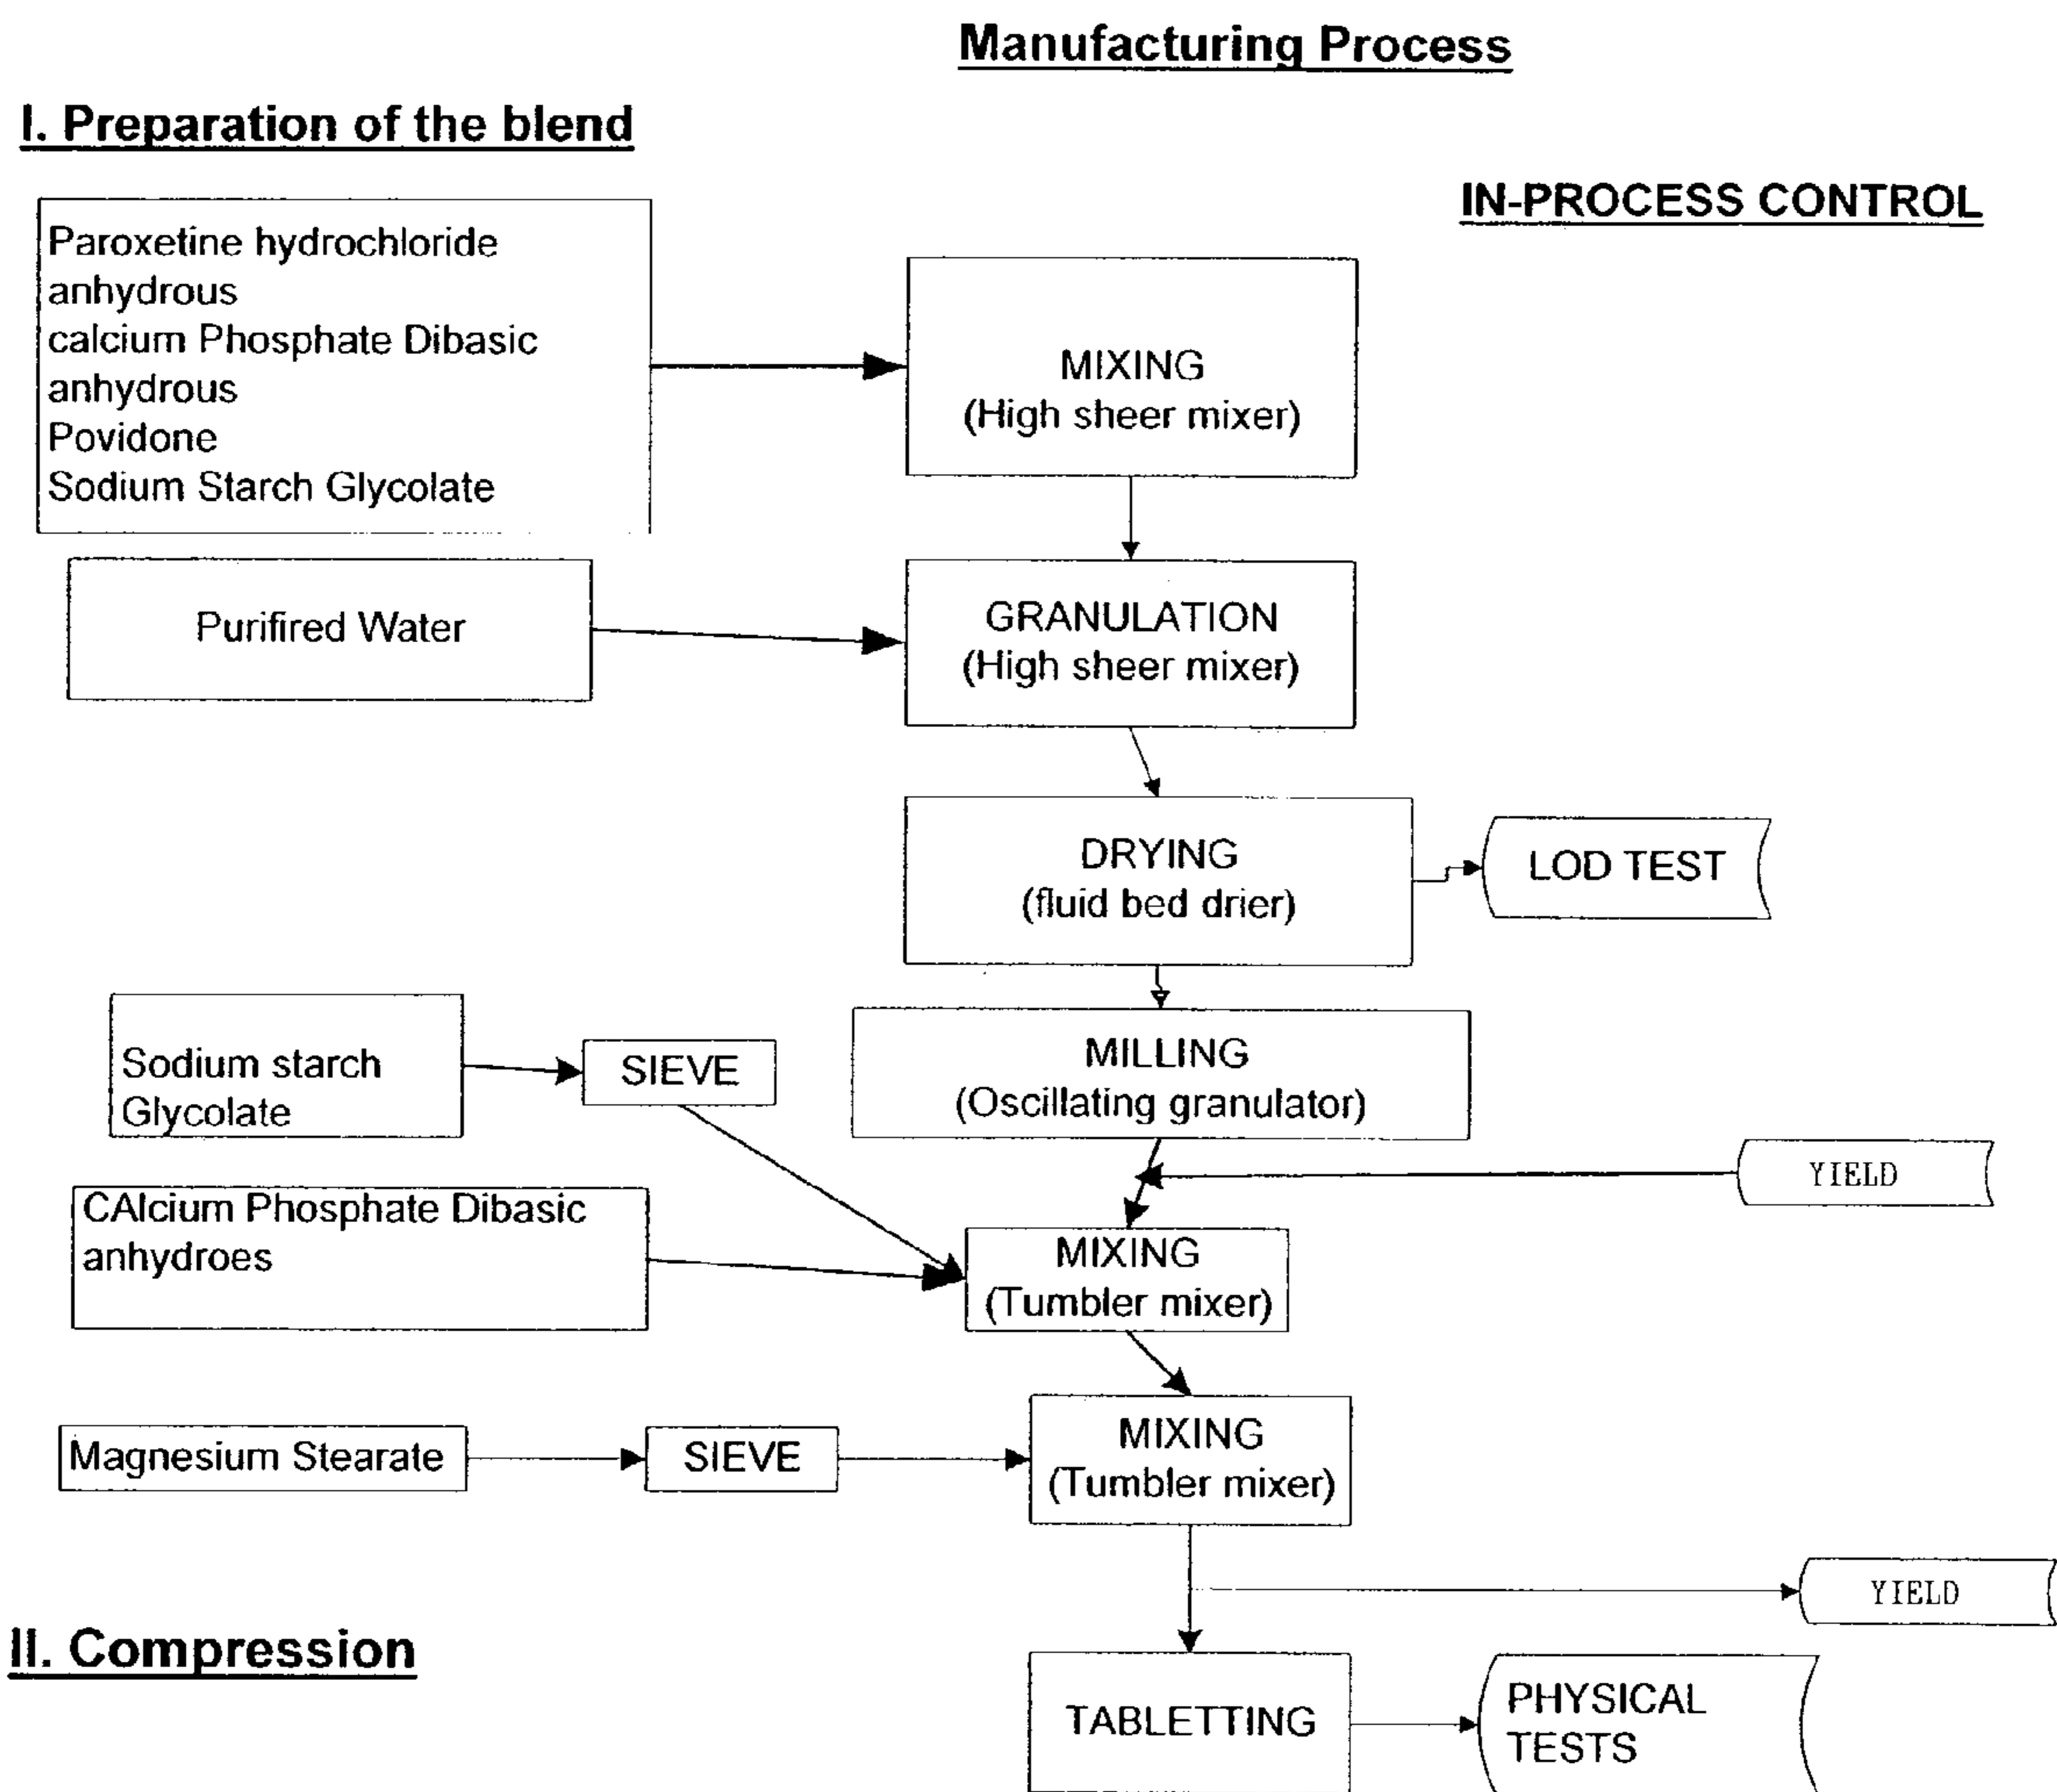 Manufacturing Process
I. Preparation of the blend
IN-PROCESS CONTROL
Paroxetine hydrochloride
anhydrous
calcium Phosphate Dibasic
anhydrous
Povidone
Sodium Starch Glycolate
MIXING
(High sheer mixer)
Purifired Water
GRANULATION
(High sheer mixer)
DRYING
(fluid bed drier)
LOD TEST
Sodium starch
Glycolate
SIEVE
MILLING
(Oscillating granulator)
YIELD
CAlcium Phosphate Dibasic
anhydroes
MIXING
(Tumbler mixer)
Magnesium Stearate
SIEVE
MIXING
(Tumbler mixer)
YIELD
II. Compression
TABLETTING
PHYSICAL
TESTS